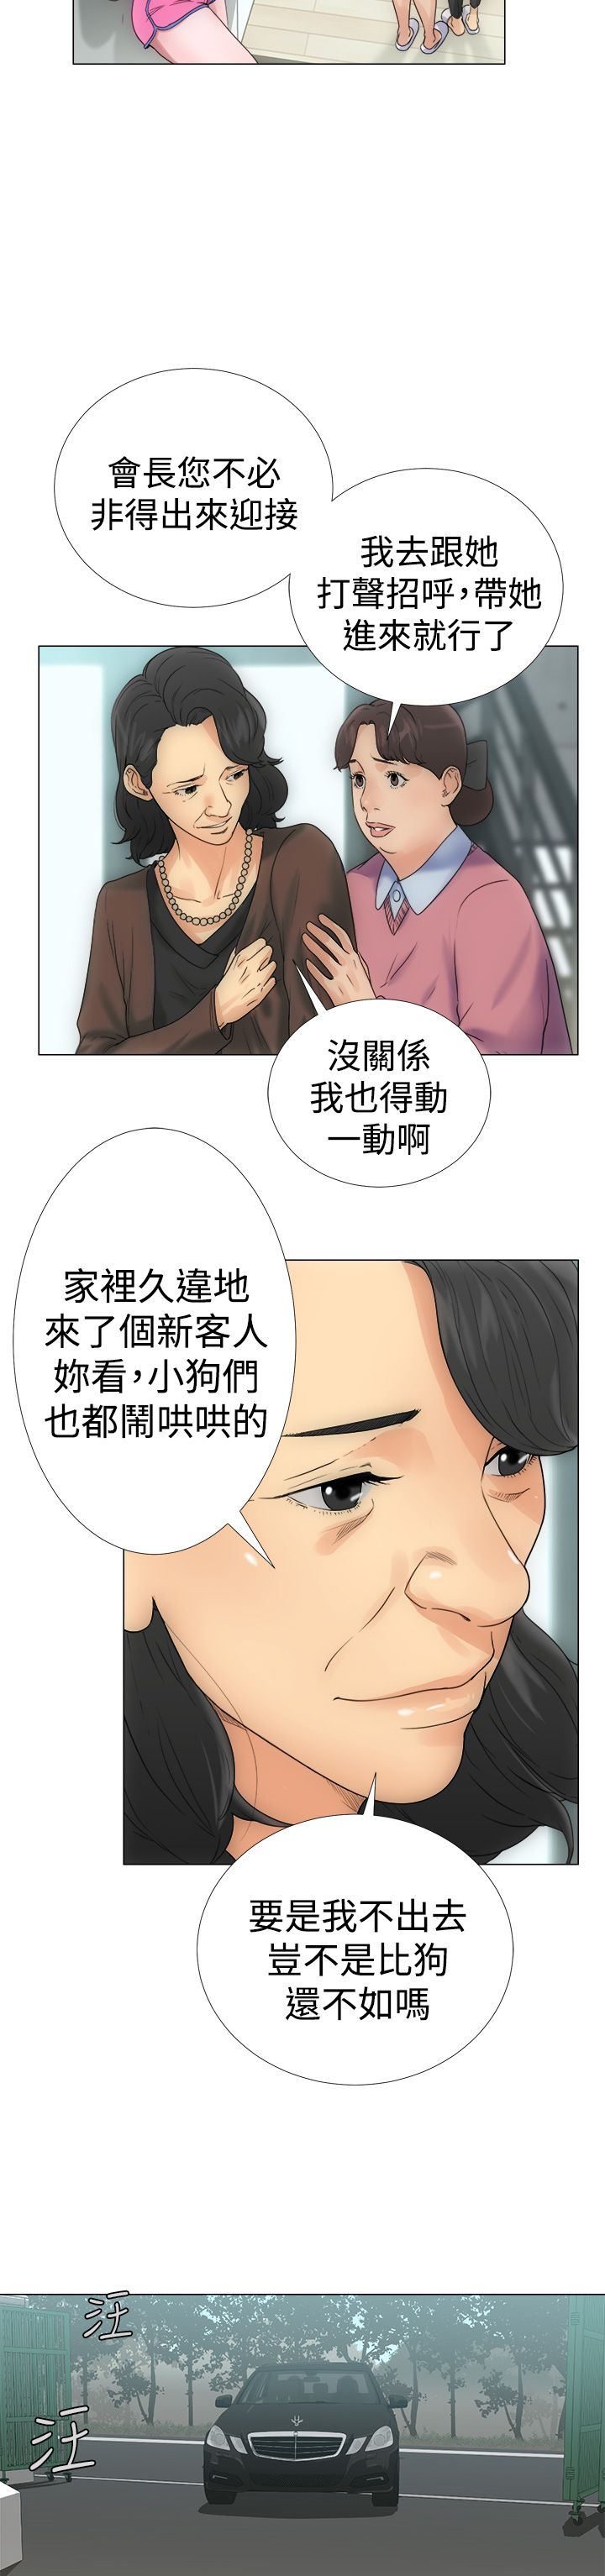 會長您不必
非得出來迎接
我去跟她
打聲招呼,帶她
進來就行了
沒關係
我也得動
一動啊
家裡久違地
來了個新客人
妳看,小狗們
也都鬧哄哄的
要是我不出去
豈不是比狗
還不如嗎
汪
汪